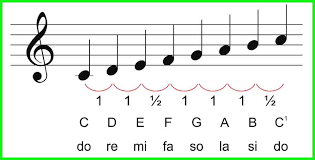 1 1 ½ 1 1 1 ½
C D E F G A B C¹
do re mi fa so la si do